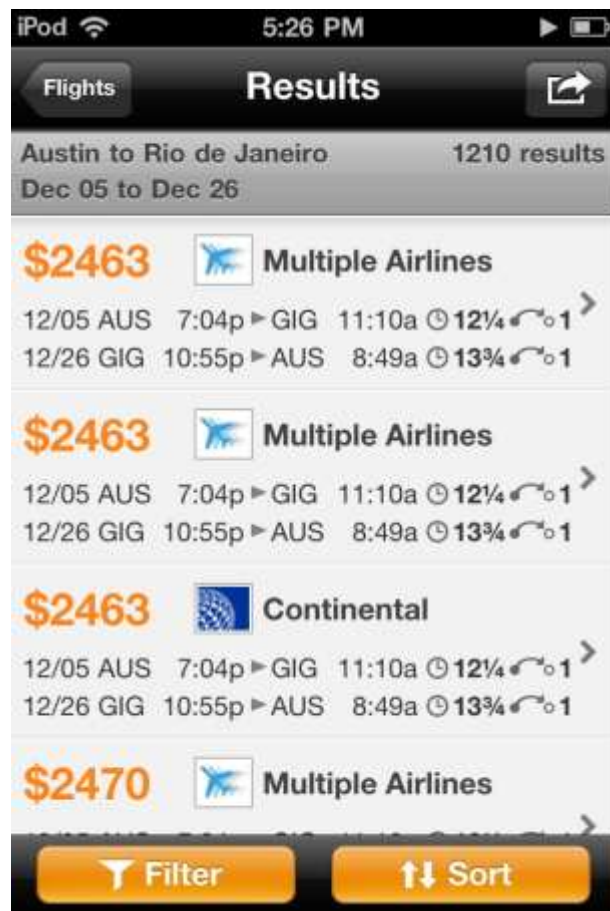 iPod 5:26 PM
Flights Results
Austin to Rio de Janeiro 1210 results
Dec 05 to Dec 26
$2463 Multiple Airlines
12/05 AUS 7:04p ► GIG 11:10a 12¼ 1
12/26 GIG 10:55p ► AUS 8:49a 13¾ 1
$2463 Multiple Airlines
12/05 AUS 7:04p ► GIG 11:10a 12¼ 1
12/26 GIG 10:55p ► AUS 8:49a 13¾ 1
$2463 Continental
12/05 AUS 7:04p ► GIG 11:10a 12¼ 1
12/26 GIG 10:55p ► AUS 8:49a 13¾ 1
$2470 Multiple Airlines
Filter Sort